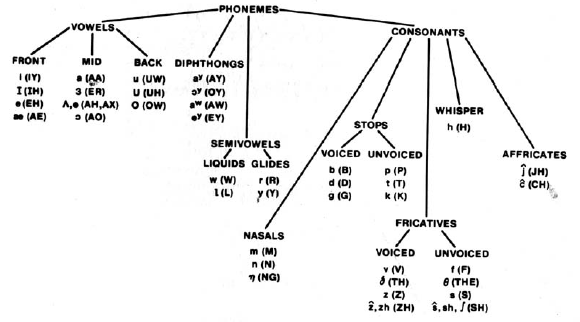 PHONEMES
VOWELS
CONSONANTS
FRONT MID BACK DIPHTHONGS
i (IY) a (AA) u (UW) aʸ (AY)
I (IH) 3 (ER) U (UH) ɔʸ (OY)
e (EH) Λ,ə (AH,AX) O (OW) aʷ (AW)
ae (AE) ɔ (AO) eʸ (EY)
WHISPER
h (H)
STOPS
VOICED UNVOICED
b (B) p (P)
d (D) t (T)
g (G) k (K)
SEMIVOWELS
LIQUIDS GLIDES
w (W) r (R)
l (L) y (Y)
AFFRICATES
ĵ (JH)
ĉ (CH)
NASALS
m (M)
n (N)
η (NG)
FRICATIVES
VOICED UNVOICED
v (V) f (F)
(TH) θ (THE)
z (Z) s (S)
ẑ, zh (ZH) ŝ, sh, ʃ (SH)